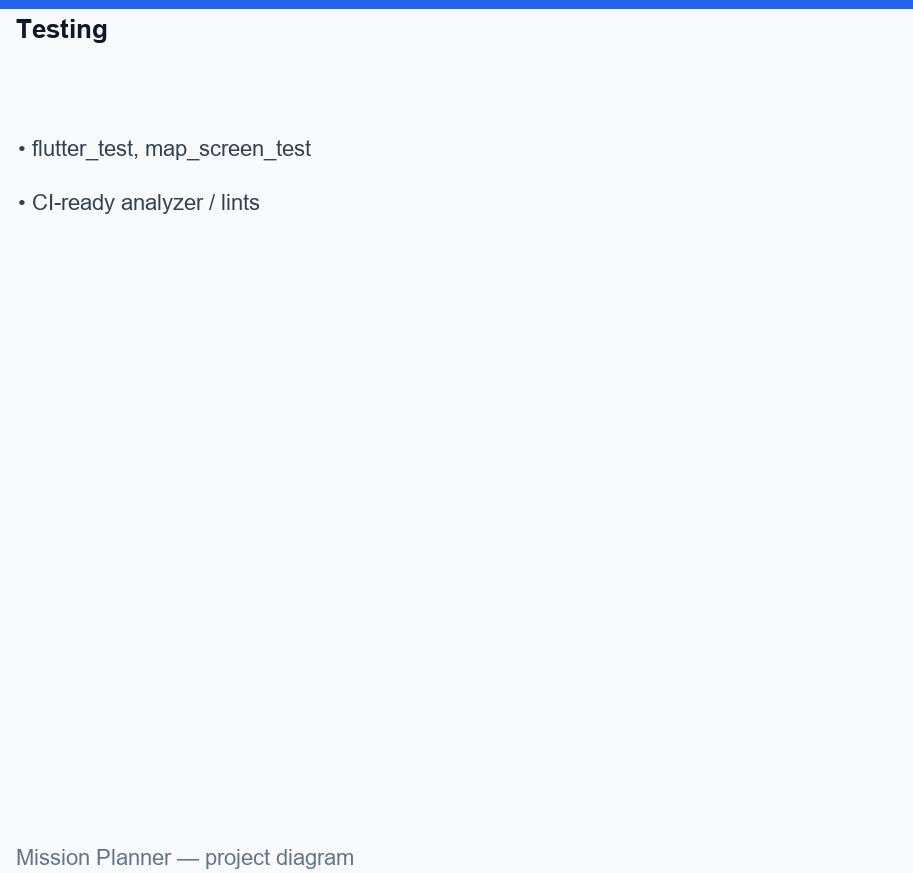 Testing
• flutter_test, map_screen_test
• CI-ready analyzer / lints
Mission Planner — project diagram